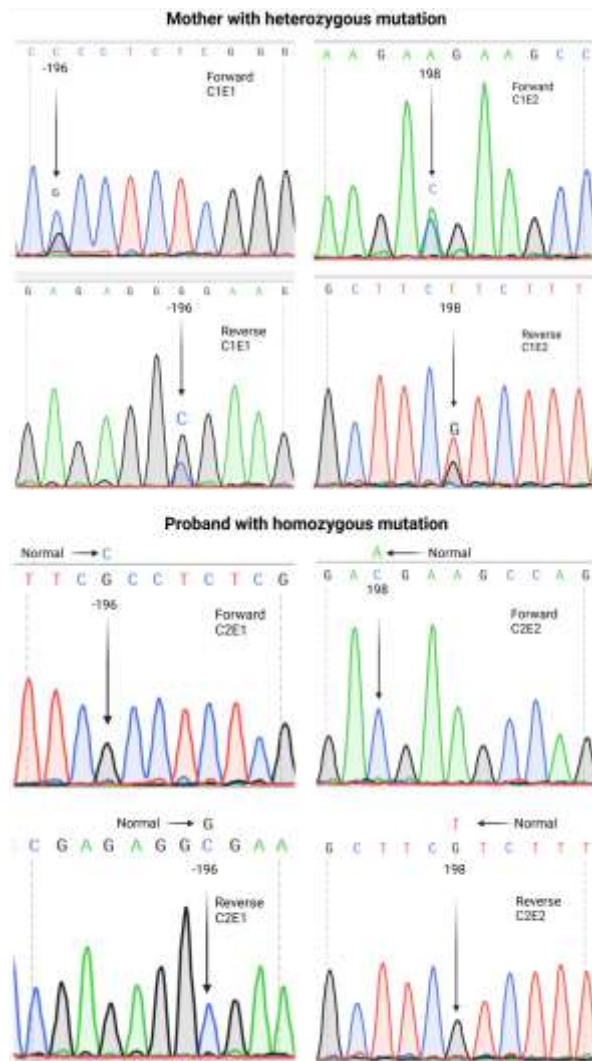 Mother with heterozygous mutation
C C C C T C T C G G G
-196
Forward
C1E1
G
A A G A A G A A G C C
198
Forward
C1E2
C
G A G A G G G G A A G
-196
Reverse
C1E1
C
G C T T C T T C T T T
198
Reverse
C1E2
G
Proband with homozygous mutation
Normal C
T T C G C C T C T C G
-196
Forward
C2E1
A Normal
G A C G A A G C C A G
198
Forward
C2E2
Normal G
C G A G A G G C G A A
-196
Reverse
C2E1
T Normal
G C T T C G T C T T T
198
Reverse
C2E2